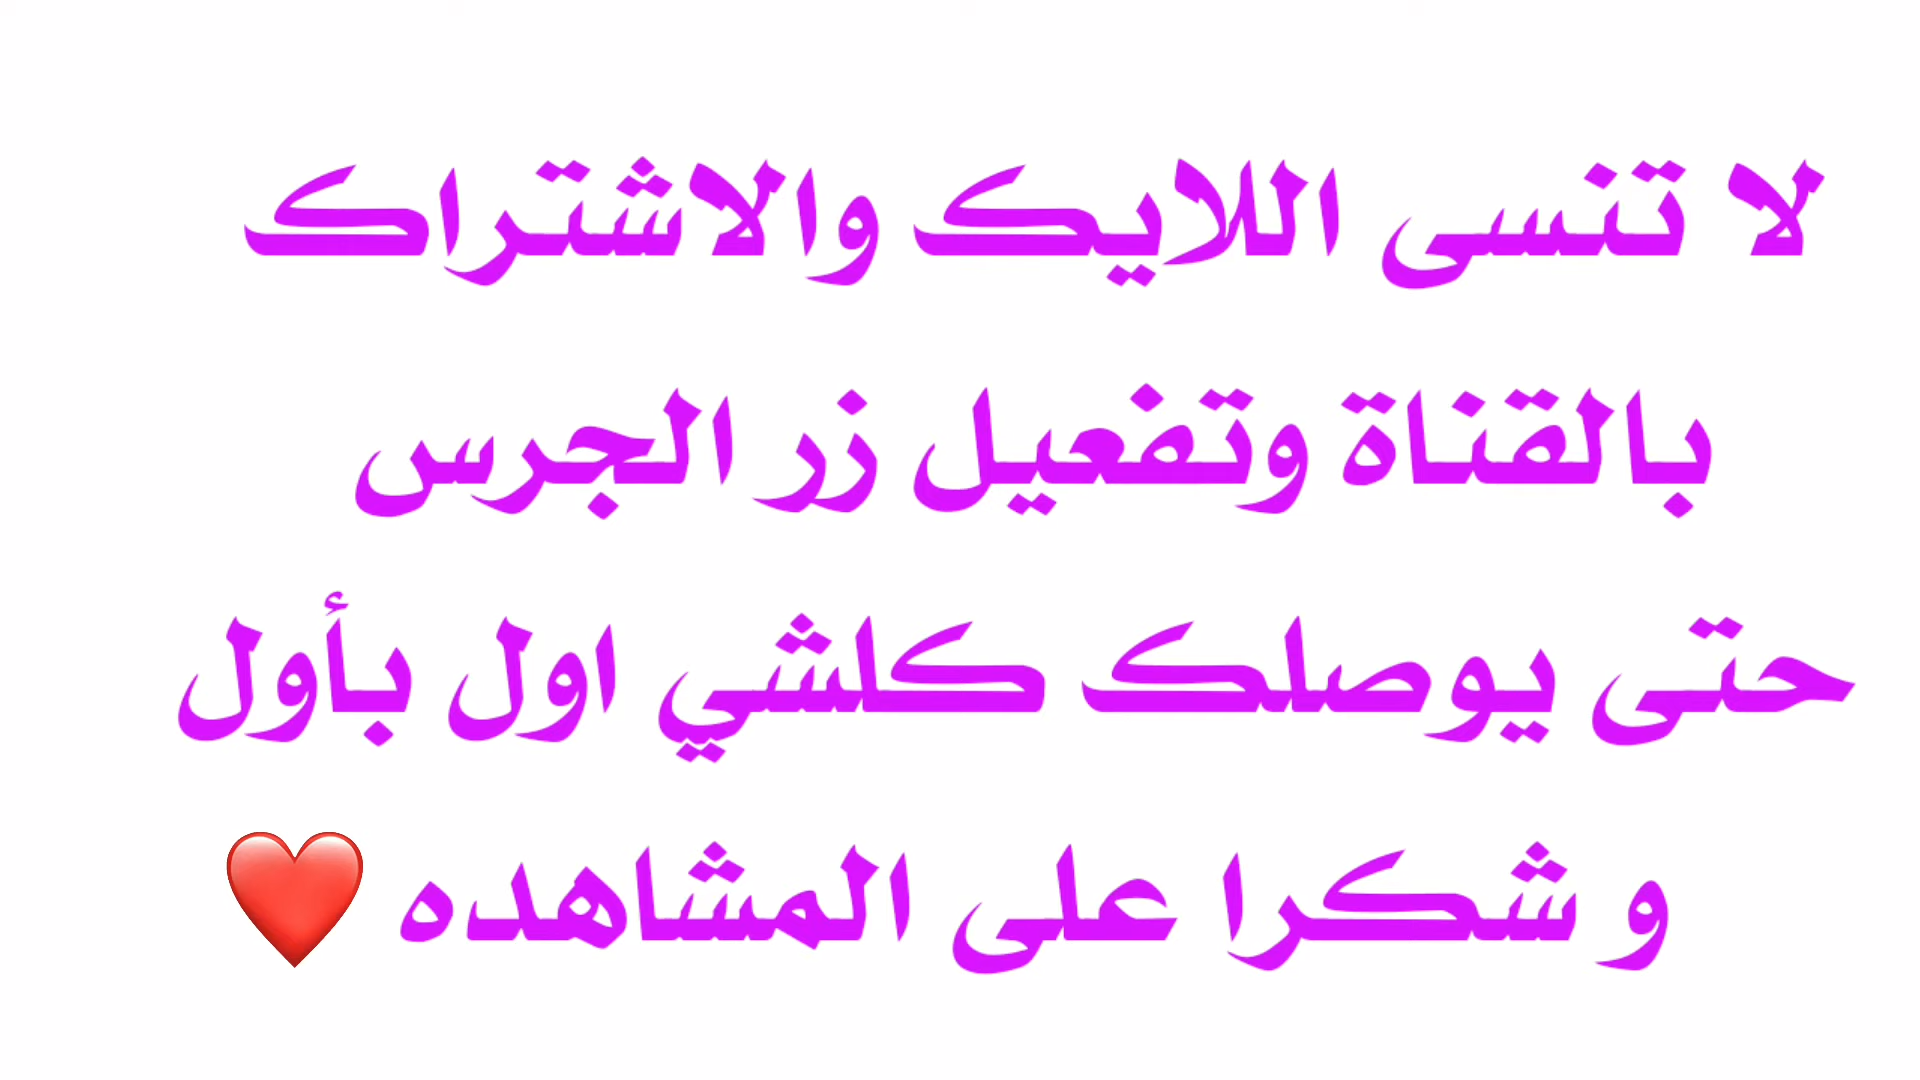 لا تنسى اللايك والاشتراك
بالقناة وتفعيل زر الجرس
حتى يوصلك كلشي اول بأول
و شكرا على المشاهده ❤️